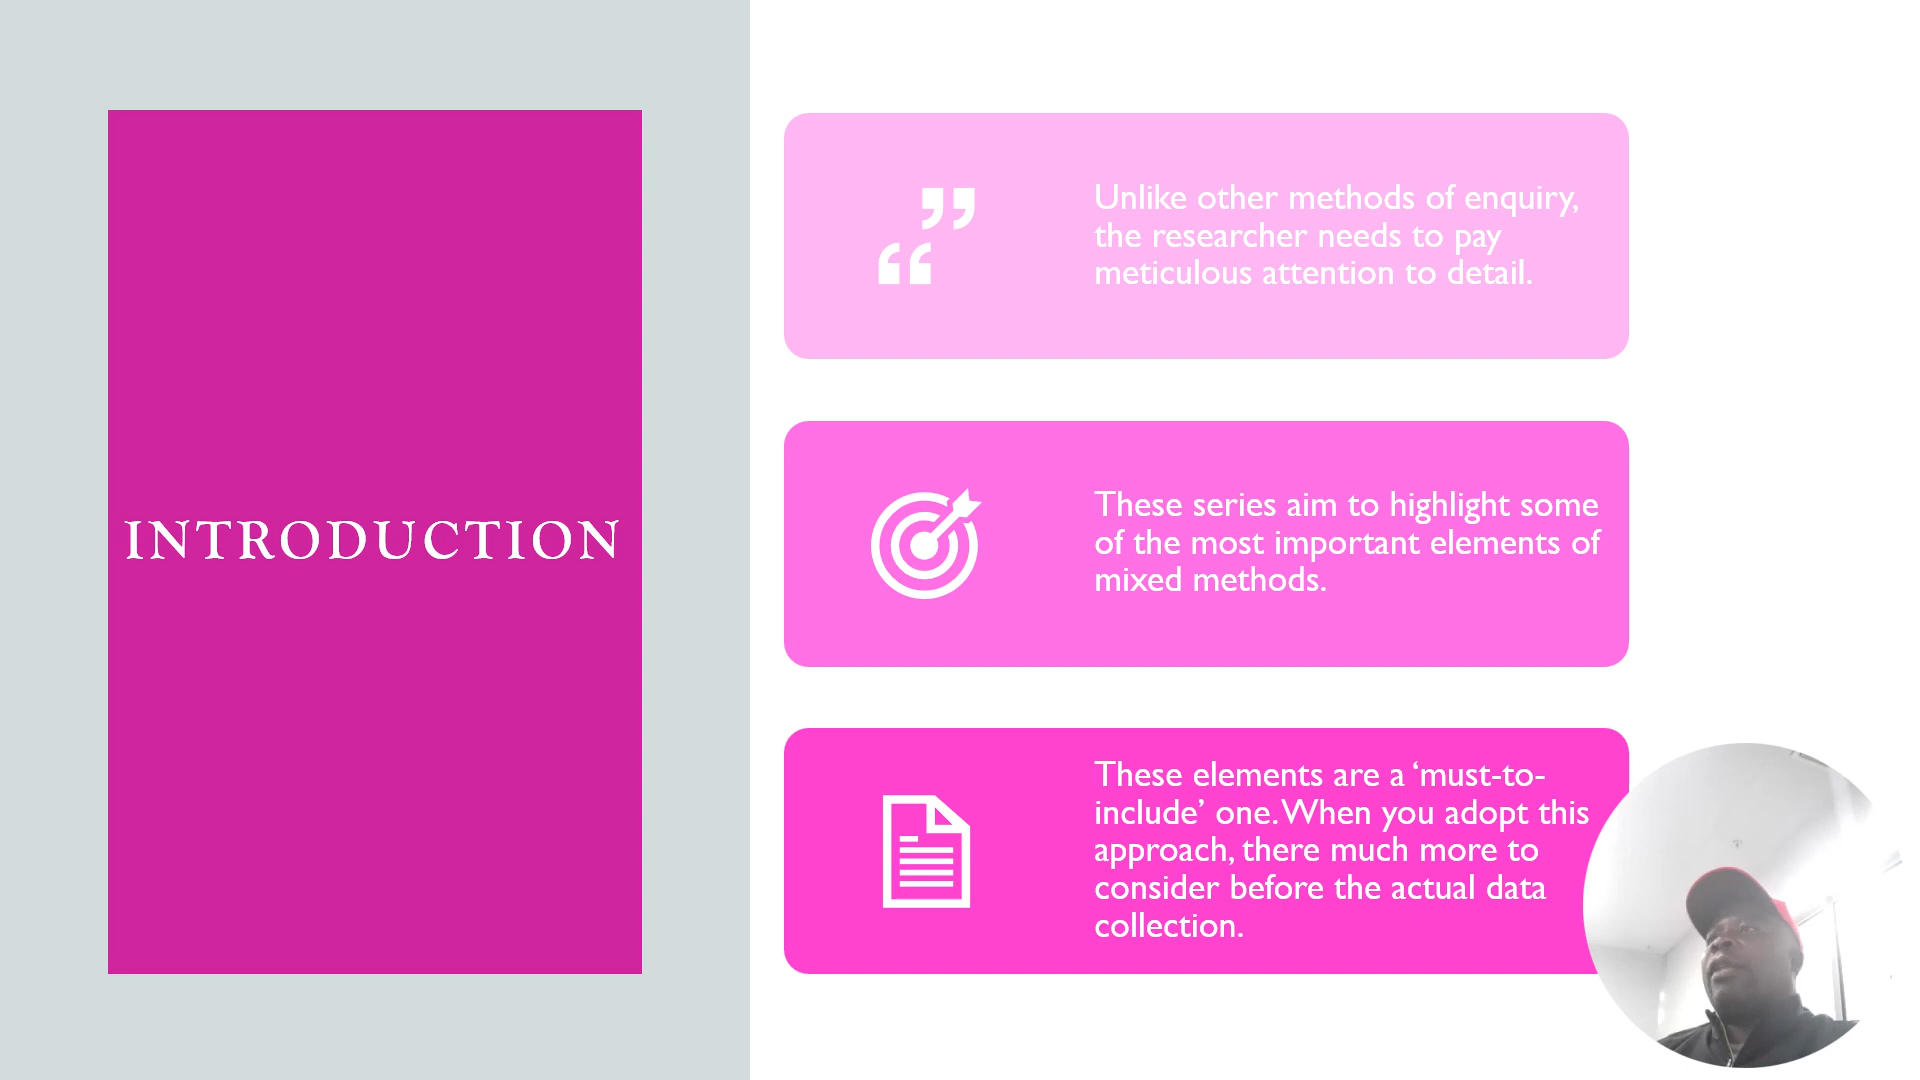 INTRODUCTION
Unlike other methods of enquiry,
the researcher needs to pay
meticulous attention to detail.
These series aim to highlight some
of the most important elements of
mixed methods.
These elements are a ‘must-to-
include’ one. When you adopt this
approach, there much more to
consider before the actual data
collection.